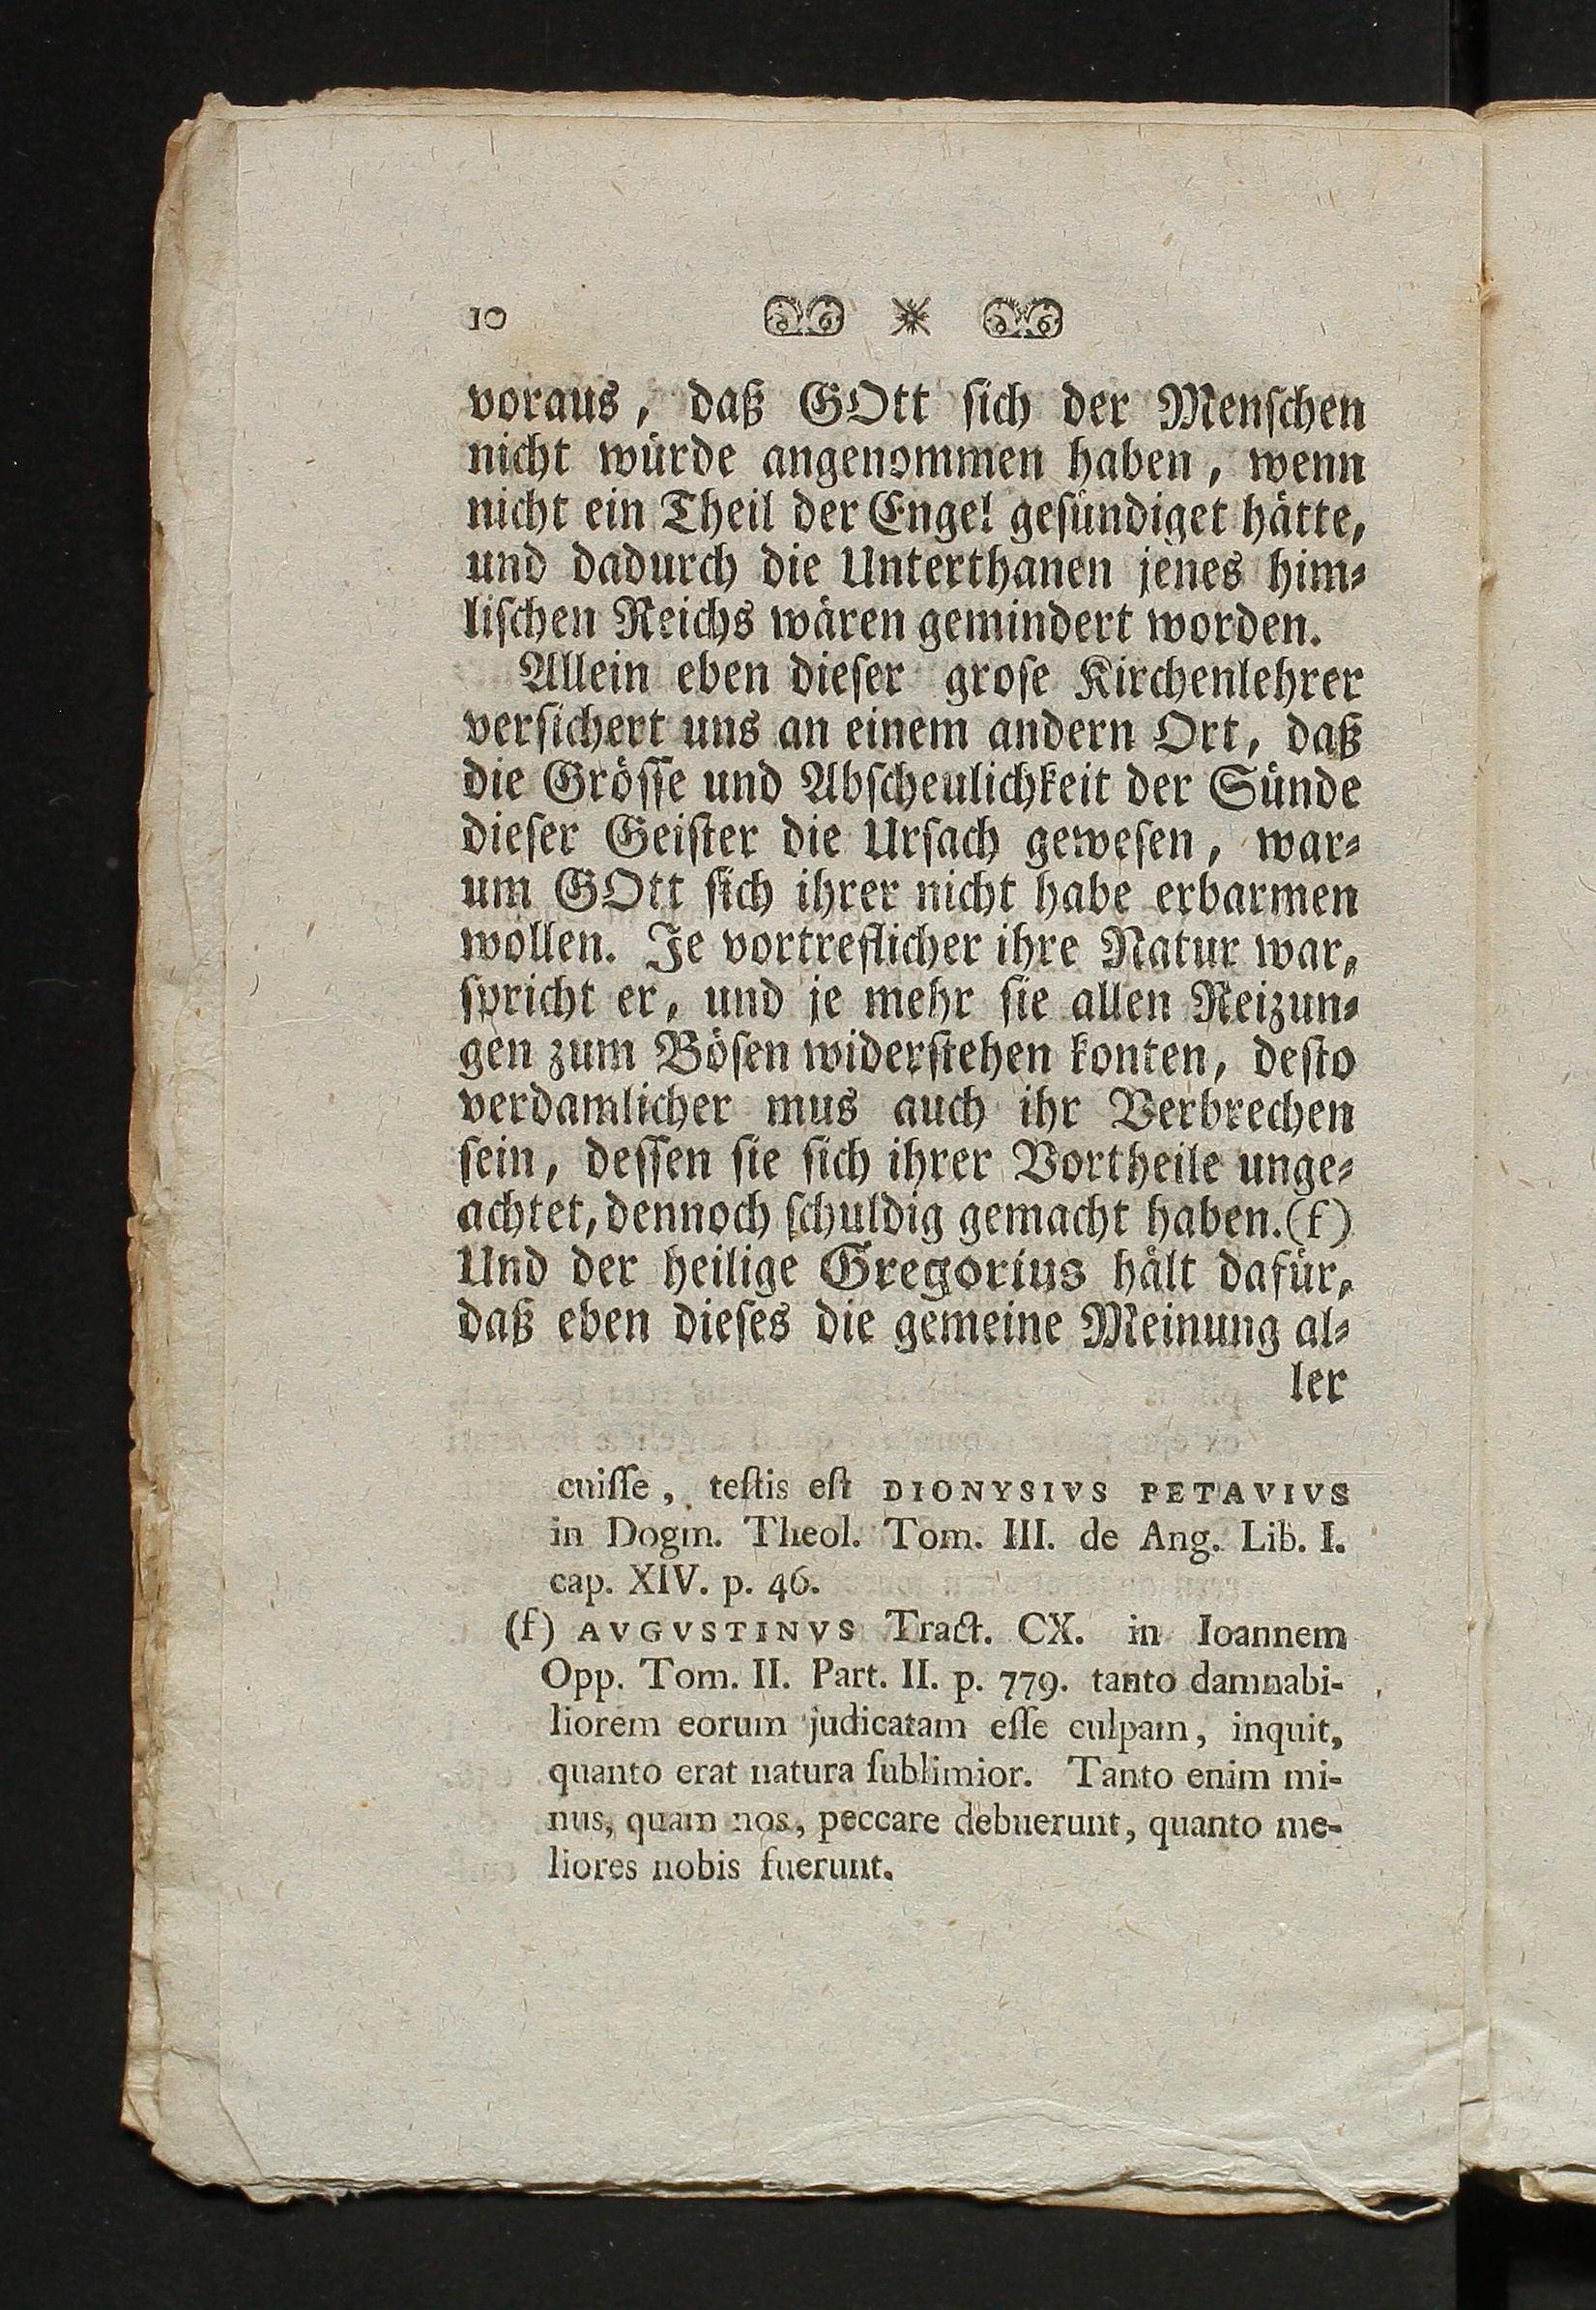 10
voraus, daß GOtt sich der Menschen
nicht würde angenommen haben, wenn
nicht ein Theil der Engel gesündiget hätte,
und dadurch die Unterthanen jenes him⸗
lischen Reichs wären gemindert worden.
Allein eben dieser grose Kirchenlehrer
versichert uns an einem andern Ort, daß
die Grösse und Abscheulichkeit der Sünde
dieser Geister die Ursach gewesen, war⸗
um GOtt sich ihrer nicht habe erbarmen
wollen. Je vortreflicher ihre Natur war,
spricht er, und je mehr sie allen Reizun⸗
gen zum Bösen widerstehen konten, desto
verdamlicher mus auch ihr Verbrechen
sein, dessen sie sich ihrer Vortheile unge⸗
achtet, dennoch schuldig gemacht haben.(f)
Und der heilige Gregorius hält dafür,
daß eben dieses die gemeine Meinung al⸗
ler
cuiſſe, teſtis eſt DIONYSIVS PETAVIVS
in Dogm. Theol. Tom. III. de Ang. Lib. I.
cap. XIV. p. 46.
(f) AVGVSTINVS Tract. CX. in Ioannem
Opp. Tom. II. Part. II. p. 779. tanto damnabi-
liorem eorum judicatam eſſe culpam, inquit,
quanto erat natura ſublimior. Tanto enim mi-
nus, quam nos, peccare debuerunt, quanto me-
liores nobis fuerunt.